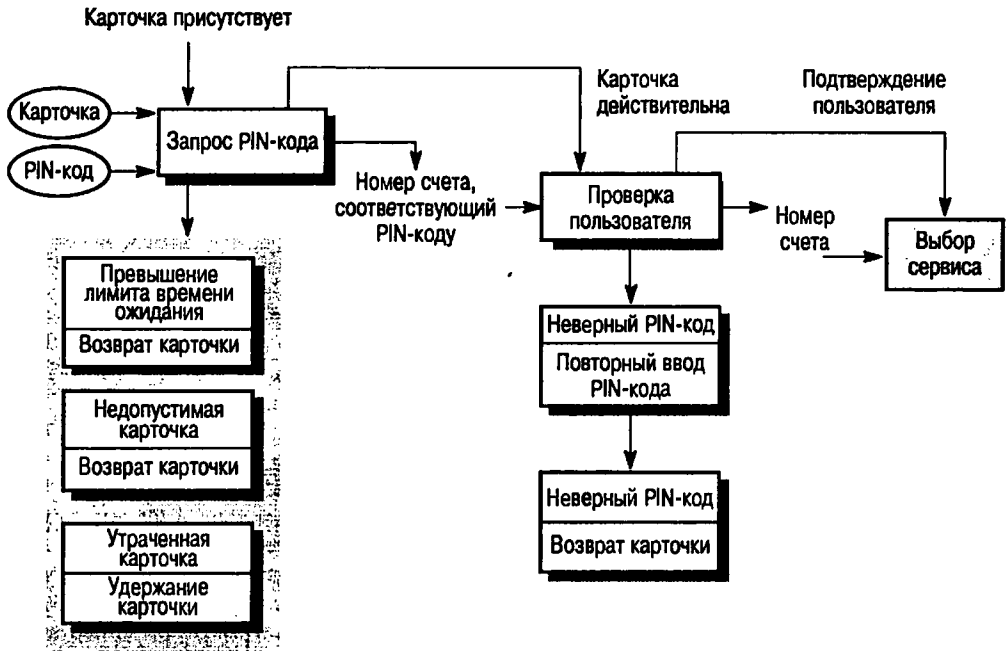 Карточка присутствует
Карточка
PIN-код
Запрос PIN-кода
Карточка
действительна
Подтверждение
пользователя
Номер счета,
соответствующий
PIN-коду
Проверка
пользователя
Номер
счета
Выбор
сервиса
Превышение
лимита времени
ожидания
Возврат карточки
Недопустимая
карточка
Возврат карточки
Утраченная
карточка
Удержание
карточки
Неверный PIN-код
Повторный ввод
PIN-кода
Неверный PIN-код
Возврат карточки